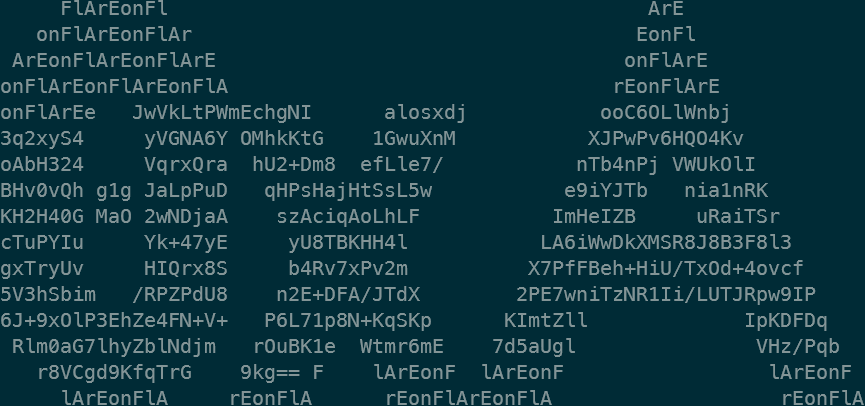 FlArEonFl ArE
onFlArEonFlAr EonFl
ArEonFlArEonFlArE onFlArE
onFlArEonFlArEonFlA rEonFlArE
onFlArEe JwVkLtPWmEchgNI alosxdj ooC6OLlWnbj
3q2xyS4 yVGNA6Y OMhkKtG 1GwuXnM XJPwPv6HQO4Kv
oAbH324 VqrxQra hU2+Dm8 efLle7/ nTb4nPj VWUkOlI
BHv0vQh g1g JaLpPuD qHPsHajHtSsL5w e9iYJTb nia1nRK
KH2H40G MaO 2wNDjaA szAciqAoLhLF ImHeIZB uRaiTSr
cTuPYIu Yk+47yE yU8TBKHH4l LA6iWwDkXMSR8J8B3F8l3
gxTryUv HIQrx8S b4Rv7xPv2m X7PfFBeh+HiU/TxOd+4ovcf
5V3hSbim /RPZPdU8 n2E+DFA/JTdX 2PE7wniTzNR1Ii/LUTJRpw9IP
6J+9xOlP3EhZe4FN+V+ P6L71p8N+KqSKp KImtZll IpKDFDq
Rlm0aG7lhyZblNdjm rOuBK1e Wtmr6mE 7d5aUgl VHz/Pqb
r8VCgd9KfqTrG 9kg== F lArEonF lArEonF lArEonF
lArEonFlA rEonFlA rEonFlArEonFlA rEonFlA